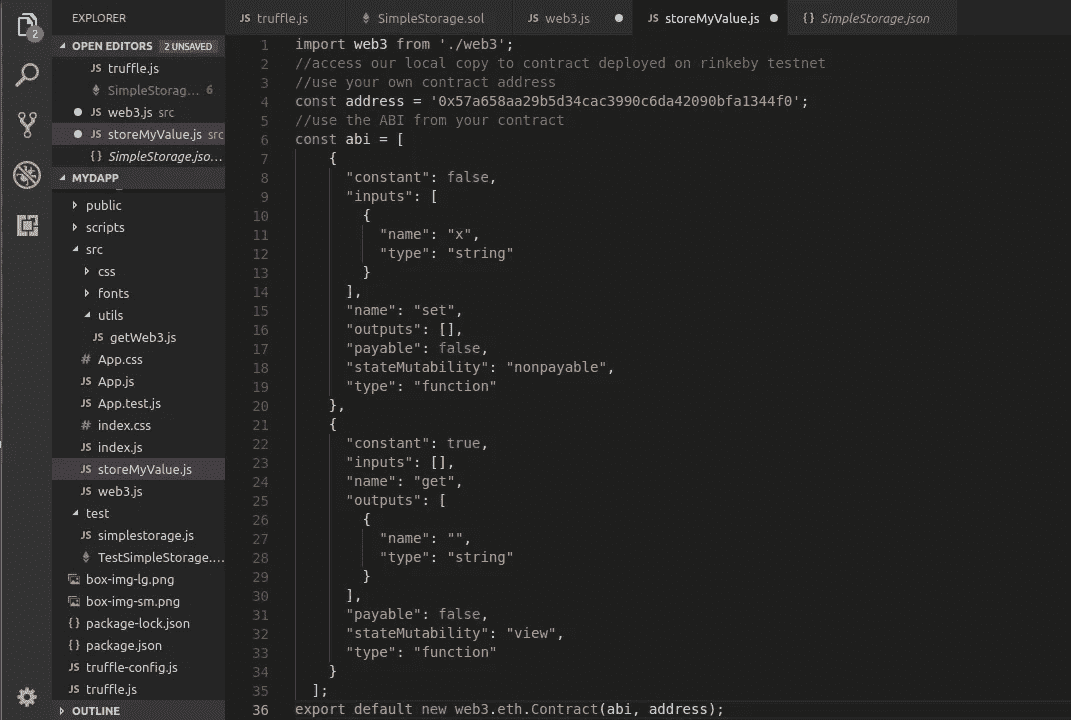 EXPLORER
OPEN EDITORS 2 UNSAVED
JS truffle.js
SimpleStorag... 6
JS web3.js src
JS storeMyValue.js src
{} SimpleStorage.jso...
MYDAPP
public
scripts
src
css
fonts
utils
JS getWeb3.js
# App.css
JS App.js
JS App.test.js
# index.css
JS index.js
JS storeMyValue.js
JS web3.js
test
JS simplestorage.js
TestSimpleStorage....
box-img-lg.png
box-img-sm.png
{} package-lock.json
{} package.json
JS truffle-config.js
JS truffle.js
OUTLINE
2
JS truffle.js
SimpleStorage.sol
JS web3.js
JS storeMyValue.js
{} SimpleStorage.json
1 import web3 from './web3';
2 //access our local copy to contract deployed on rinkeby testnet
3 //use your own contract address
4 const address = '0x57a658aa29b5d34cac3990c6da42090bfa1344f0';
5 //use the ABI from your contract
6 const abi = [
7 {
8 "constant": false,
9 "inputs": [
10 {
11 "name": "x",
12 "type": "string"
13 }
14 ],
15 "name": "set",
16 "outputs": [],
17 "payable": false,
18 "stateMutability": "nonpayable",
19 "type": "function"
20 },
21 {
22 "constant": true,
23 "inputs": [],
24 "name": "get",
25 "outputs": [
26 {
27 "name": "",
28 "type": "string"
29 }
30 ],
31 "payable": false,
32 "stateMutability": "view",
33 "type": "function"
34 }
35 ];
36 export default new web3.eth.Contract(abi, address);